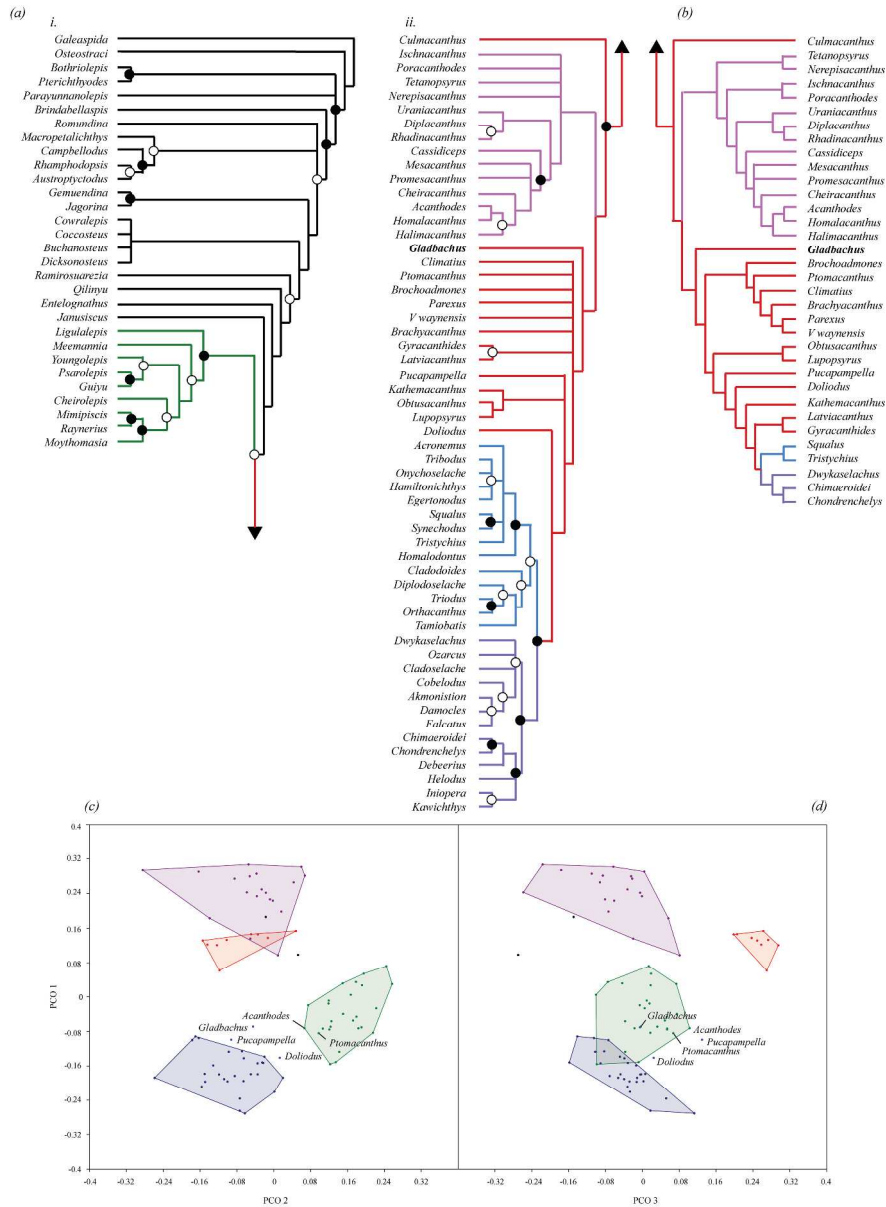 (a)
i.
Galeaspida
Osteostraci
Bothriolepis
Pterichthyodes
Parayunnanolepis
Brindabellaspis
Romundina
Macropetalichthys
Campbellodus
Rhamphodopsis
Austroptyctodus
Gemuendina
Jagorina
Cowralepis
Coccosteus
Buchanosteus
Dicksonosteus
Ramirosuarezia
Qilinyu
Entelognathus
Janusiscus
Ligulalepis
Meemannia
Youngolepis
Psarolepis
Guiyu
Cheirolepis
Mimipiscis
Raynerius
Moythomasia
ii.
Culmacanthus
Ischnacanthus
Poracanthodes
Tetanopsyrus
Nerepisacanthus
Uraniacanthus
Diplacanthus
Rhadinacanthus
Cassidiceps
Mesacanthus
Promesacanthus
Cheiracanthus
Acanthodes
Homalacanthus
Halimacanthus
Gladbachus
Climatius
Ptomacanthus
Brochoadmones
Parexus
V waynensis
Brachyacanthus
Gyracanthides
Latviacanthus
Pucapampella
Kathemacanthus
Obtusacanthus
Lupopsyrus
Doliodus
Acronemus
Tribodus
Onychoselache
Hamiltonichthys
Egertonodus
Squalus
Synechodus
Tristychius
Homalodontus
Cladodoides
Diplodoselache
Triodus
Orthacanthus
Tamiobatis
Dwykaselachus
Ozarcus
Cladoselache
Cobelodus
Akmonistion
Damocles
Falcatus
Chimaeroidei
Chondrenchelys
Debeerius
Helodus
Iniopera
Kawichthys
(b)
Culmacanthus
Tetanopsyrus
Nerepisacanthus
Ischnacanthus
Poracanthodes
Uraniacanthus
Diplacanthus
Rhadinacanthus
Cassidiceps
Mesacanthus
Promesacanthus
Cheiracanthus
Acanthodes
Homalacanthus
Halimacanthus
Gladbachus
Brochoadmones
Ptomacanthus
Climatius
Brachyacanthus
Parexus
V waynensis
Obtusacanthus
Lupopsyrus
Pucapampella
Doliodus
Kathemacanthus
Latviacanthus
Gyracanthides
Squalus
Tristychius
Dwykaselachus
Chimaeroidei
Chondrenchelys
(c)
0.4
0.32
0.24
0.16
0.08
0
-0.08
-0.16
-0.24
-0.32
-0.4
PCO 1
Gladbachus
Acanthodes
Pucapampella
Ptomacanthus
Doliodus
-0.4 -0.32 -0.24 -0.16 -0.08 0 0.08 0.16 0.24 0.32
PCO 2
(d)
Gladbachus
Acanthodes
Pucapampella
Ptomacanthus
Doliodus
-0.4 -0.32 -0.24 -0.16 -0.08 0 0.08 0.16 0.24 0.32 0.4
PCO 3